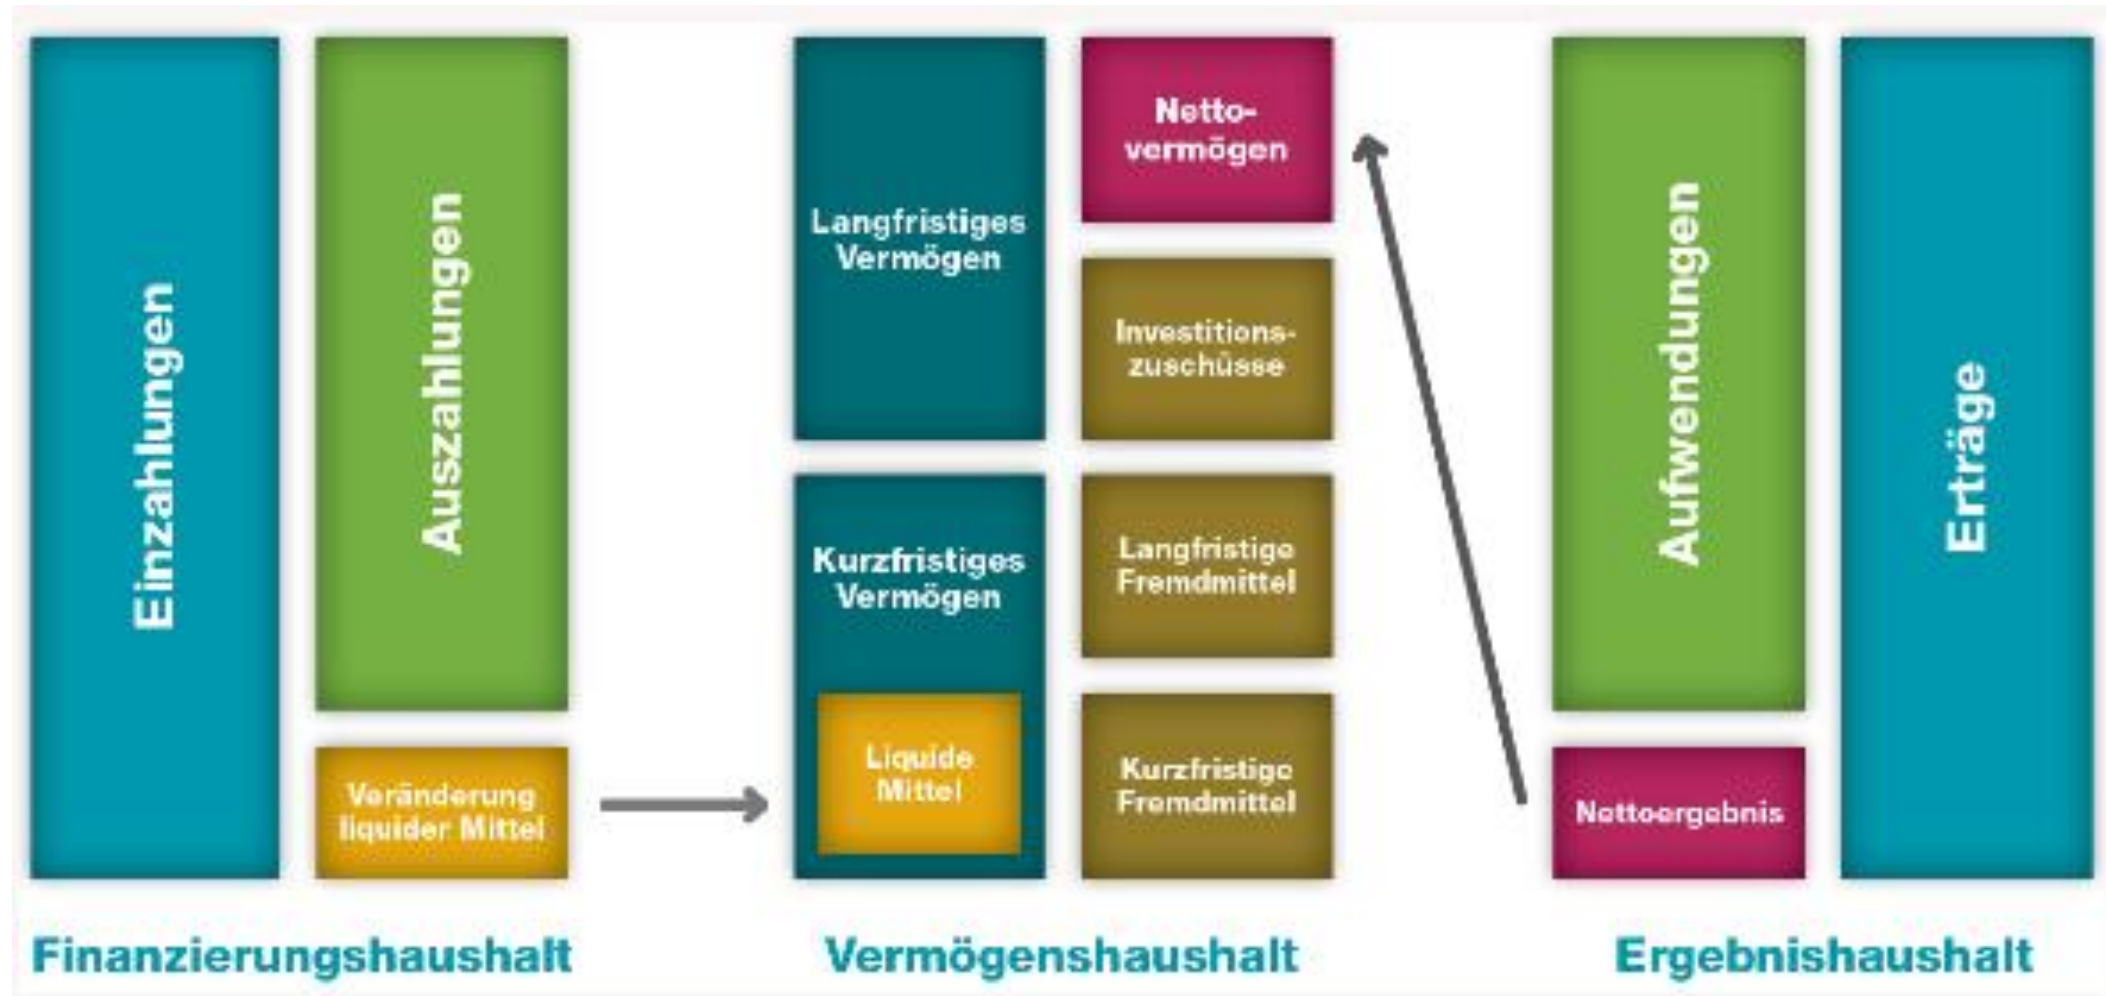 Einzahlungen
Auszahlungen
Veränderung
liquider Mittel
Finanzierungshaushalt
Langfristiges
Vermögen
Kurzfristiges
Vermögen
Liquide
Mittel
Netto-
vermögen
Investitions-
zuschüsse
Langfristige
Fremdmittel
Kurzfristige
Fremdmittel
Vermögenshaushalt
Aufwendungen
Nettoergebnis
Erträge
Ergebnishaushalt